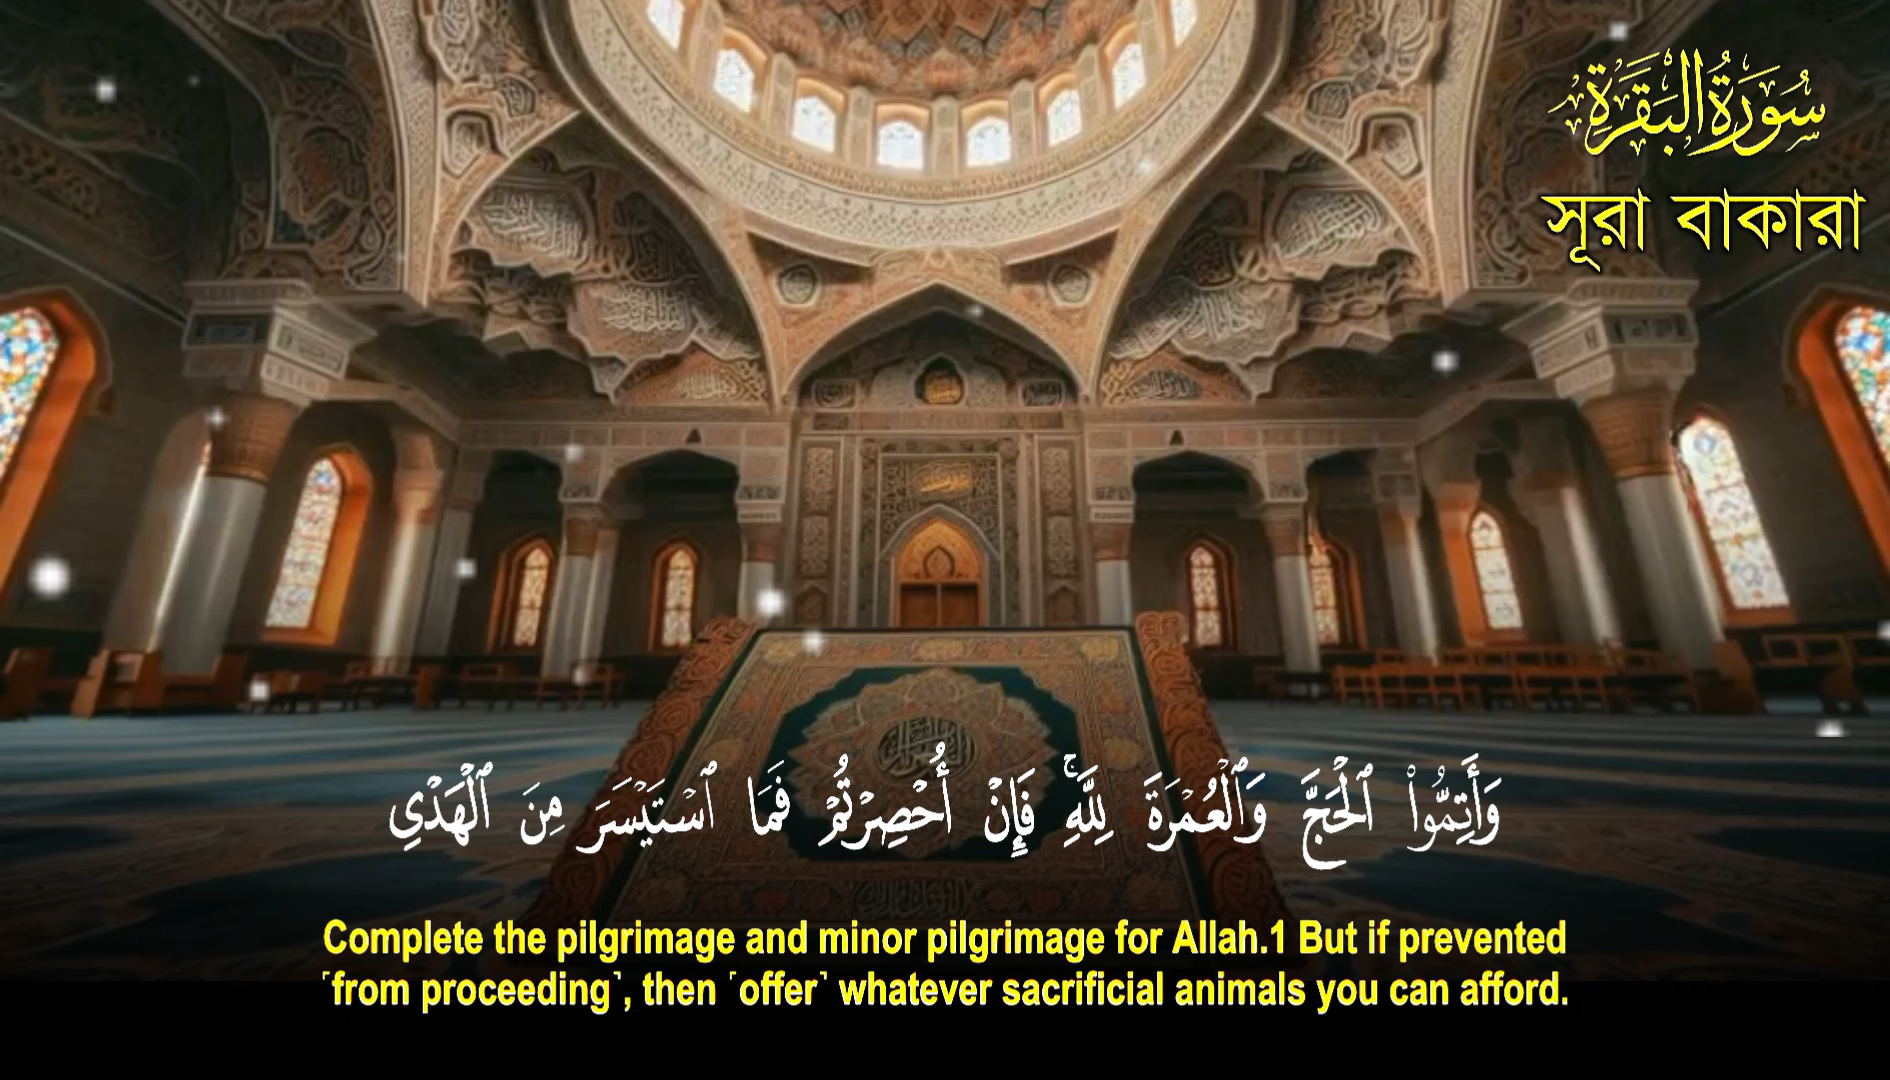 سُورَةُ البَقَرَةِ
সূরা বাকারা
وَأَتِمُّوا۟ ٱلْحَجَّ وَٱلْعُمْرَةَ لِلَّهِ ۚ فَإِنْ أُحْصِرْتُمْ فَمَا ٱسْتَيْسَرَ مِنَ ٱلْهَدْىِ
Complete the pilgrimage and minor pilgrimage for Allah.1 But if prevented
˹from proceeding˺, then ˹offer˺ whatever sacrificial animals you can afford.